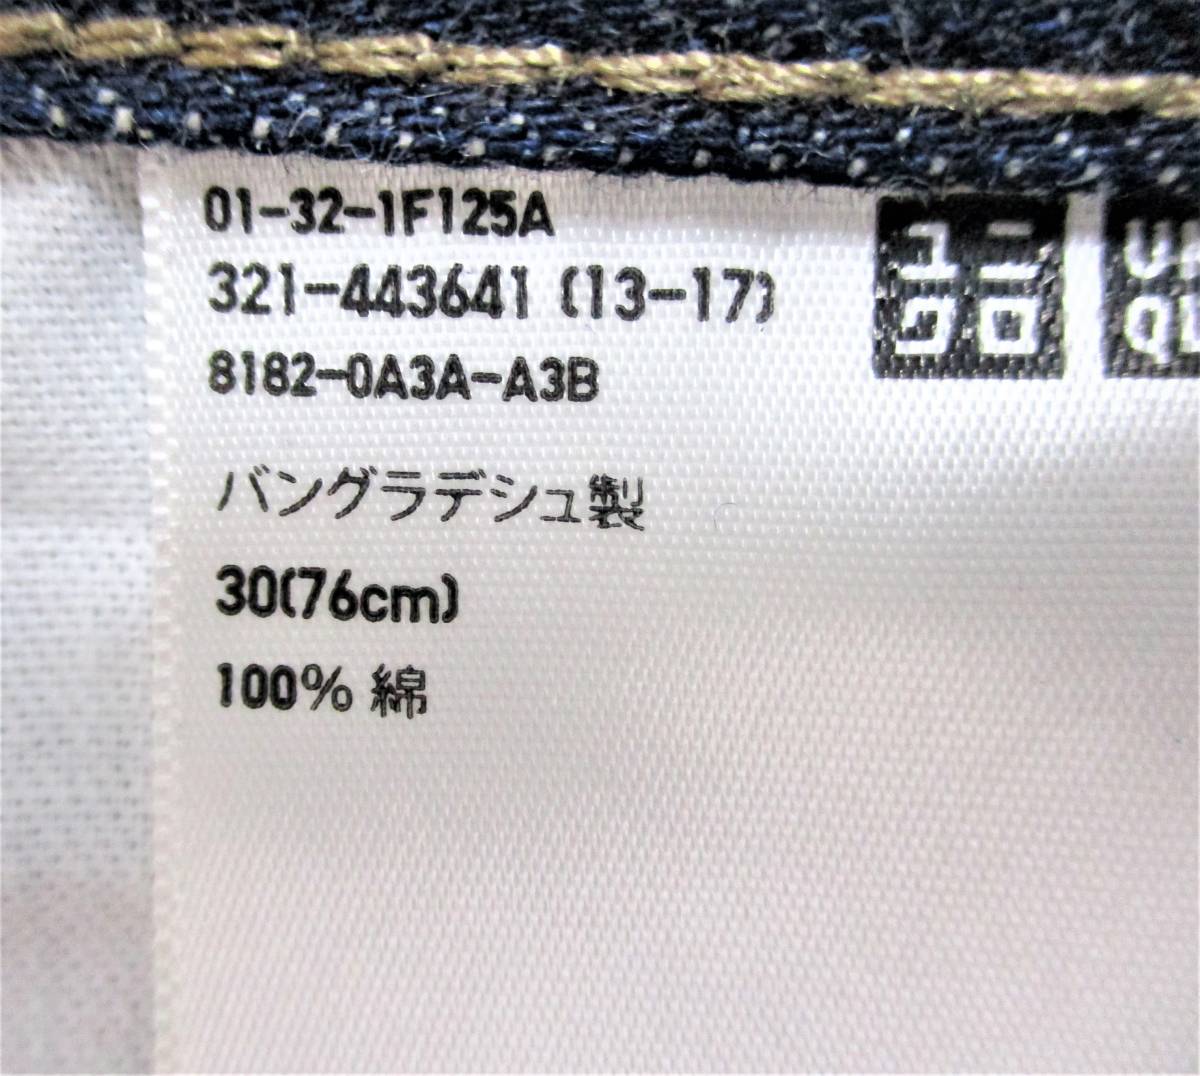 01-32-1F125A
321-443641 (13-17)
8182-0A3A-A3B
バングラデシュ製
30(76cm)
100% 綿
ユニクロ